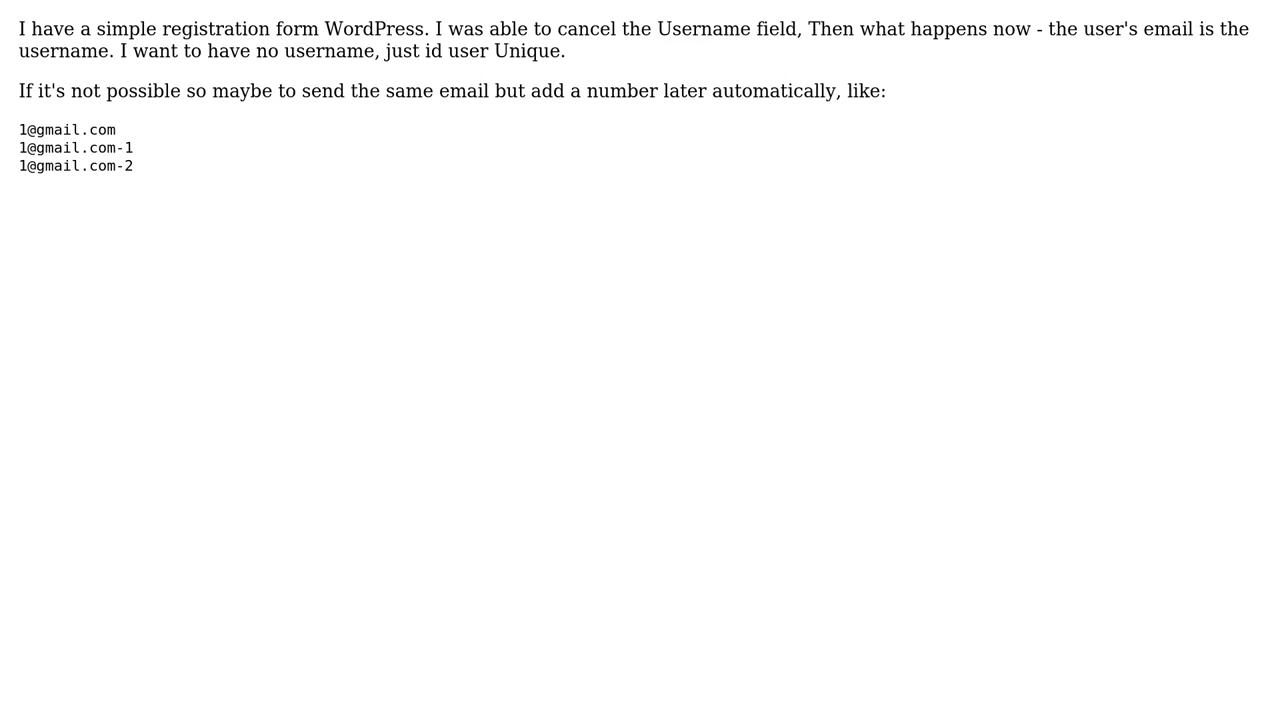 I have a simple registration form WordPress. I was able to cancel the Username field, Then what happens now - the user's email is the
username. I want to have no username, just id user Unique.
If it's not possible so maybe to send the same email but add a number later automatically, like:
1@gmail.com
1@gmail.com-1
1@gmail.com-2